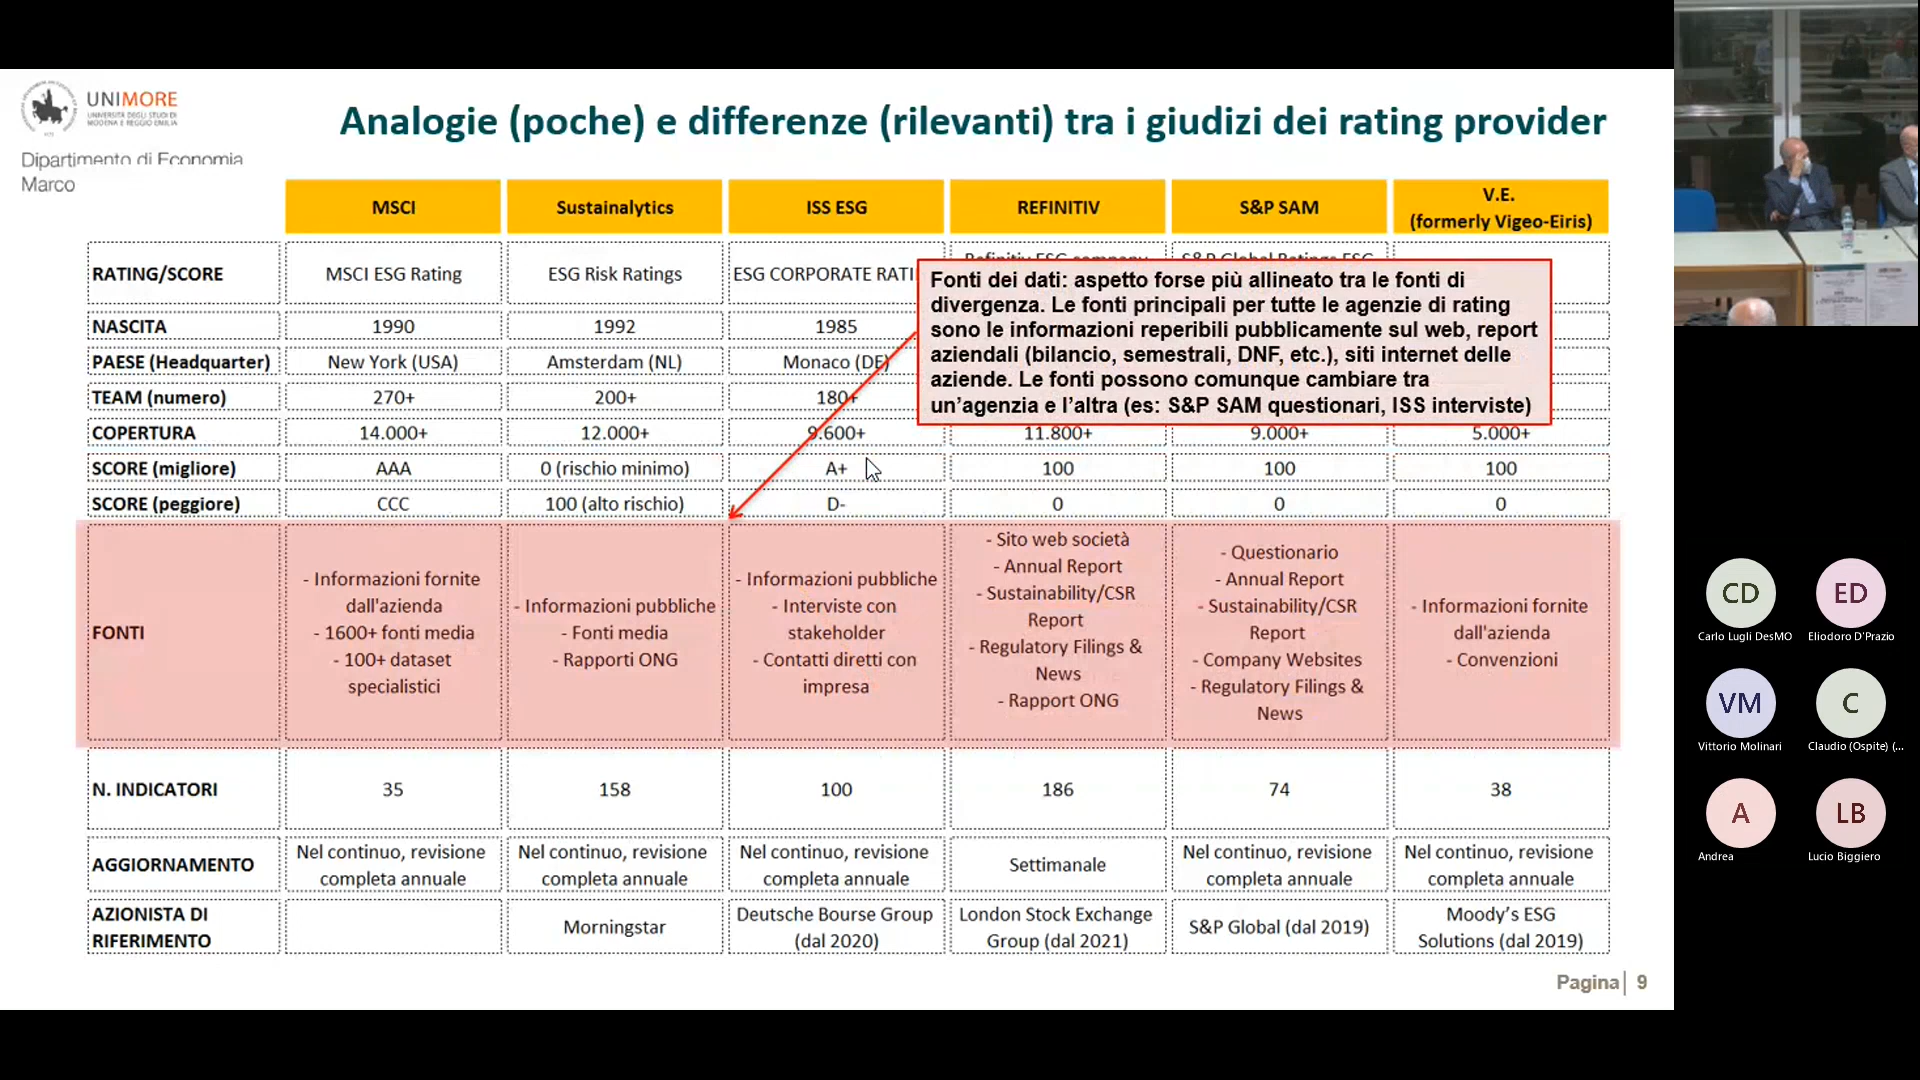 UNIMORE
UNIVERSITÀ DEGLI STUDI DI
MODENA E REGGIO EMILIA
Dipartimento di Economia
Marco
Analogie (poche) e differenze (rilevanti) tra i giudizi dei rating provider
MSCI
Sustainalytics
ISS ESG
REFINITIV
S&P SAM
V.E.
(formerly Vigeo-Eiris)
RATING/SCORE
MSCI ESG Rating
ESG Risk Ratings
ESG CORPORATE RATI
Refinitiv ESG company
S&P Global Ratings ESG
Fonti dei dati: aspetto forse più allineato tra le fonti di
divergenza. Le fonti principali per tutte le agenzie di rating
sono le informazioni reperibili pubblicamente sul web, report
aziendali (bilancio, semestrali, DNF, etc.), siti internet delle
aziende. Le fonti possono comunque cambiare tra
un’agenzia e l’altra (es: S&P SAM questionari, ISS interviste)
NASCITA
1990
1992
1985
PAESE (Headquarter)
New York (USA)
Amsterdam (NL)
Monaco (DE)
TEAM (numero)
270+
200+
180+
COPERTURA
14.000+
12.000+
9.600+
11.800+
9.000+
5.000+
SCORE (migliore)
AAA
0 (rischio minimo)
A+
100
100
100
SCORE (peggiore)
CCC
100 (alto rischio)
D-
0
0
0
FONTI
- Informazioni fornite
dall'azienda
- 1600+ fonti media
- 100+ dataset
specialistici
- Informazioni pubbliche
- Fonti media
- Rapporti ONG
- Informazioni pubbliche
- Interviste con
stakeholder
- Contatti diretti con
impresa
- Sito web società
- Annual Report
- Sustainability/CSR
Report
- Regulatory Filings &
News
- Rapport ONG
- Questionario
- Annual Report
- Sustainability/CSR
Report
- Company Websites
- Regulatory Filings &
News
- Informazioni fornite
dall'azienda
- Convenzioni
N. INDICATORI
35
158
100
186
74
38
AGGIORNAMENTO
Nel continuo, revisione
completa annuale
Nel continuo, revisione
completa annuale
Nel continuo, revisione
completa annuale
Settimanale
Nel continuo, revisione
completa annuale
Nel continuo, revisione
completa annuale
AZIONISTA DI
RIFERIMENTO
Morningstar
Deutsche Bourse Group
(dal 2020)
London Stock Exchange
Group (dal 2021)
S&P Global (dal 2019)
Moody’s ESG
Solutions (dal 2019)
Pagina| 9
CD
Carlo Lugli DesMO
ED
Eliodoro D'Prazio
VM
Vittorio Molinari
C
Claudio (Ospite) (...
A
Andrea
LB
Lucio Biggiero